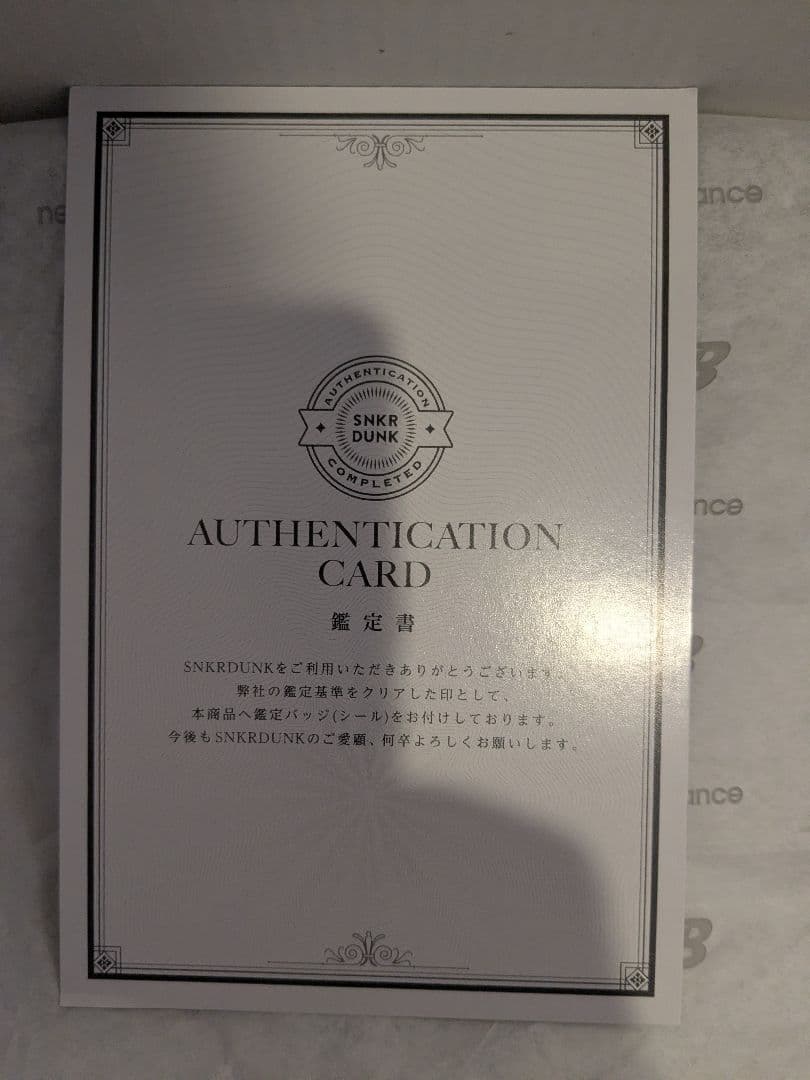 AUTHENTICATION
SNKR
DUNK
COMPLETED
AUTHENTICATION
CARD
鑑定書
SNKRDUNKをご利用いただきありがとうございます。
弊社の鑑定基準をクリアした印として、
本商品へ鑑定バッジ(シール)をお付けしております。
今後もSNKRDUNKのご愛顧、何卒よろしくお願いします。
ne
ance
B
nce
ance
B